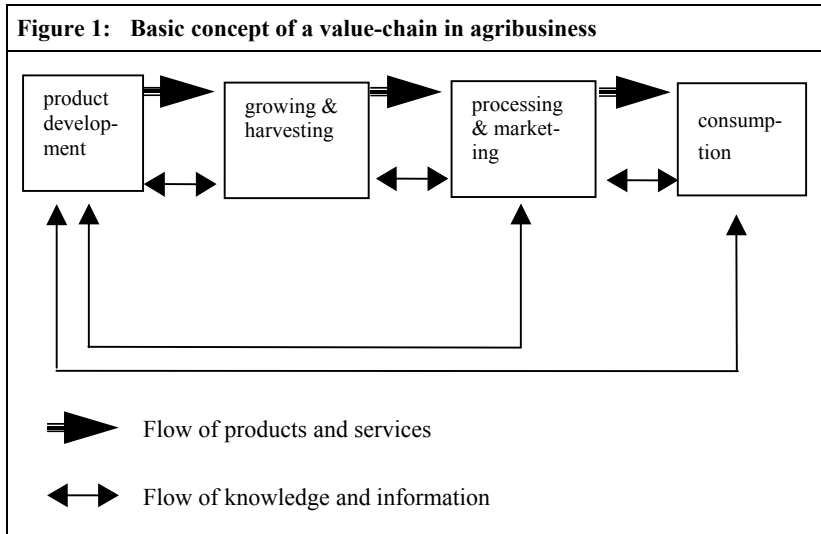 Figure 1: Basic concept of a value-chain in agribusiness
product
develop-
ment
growing &
harvesting
processing
& market-
ing
consump-
tion
Flow of products and services
Flow of knowledge and information